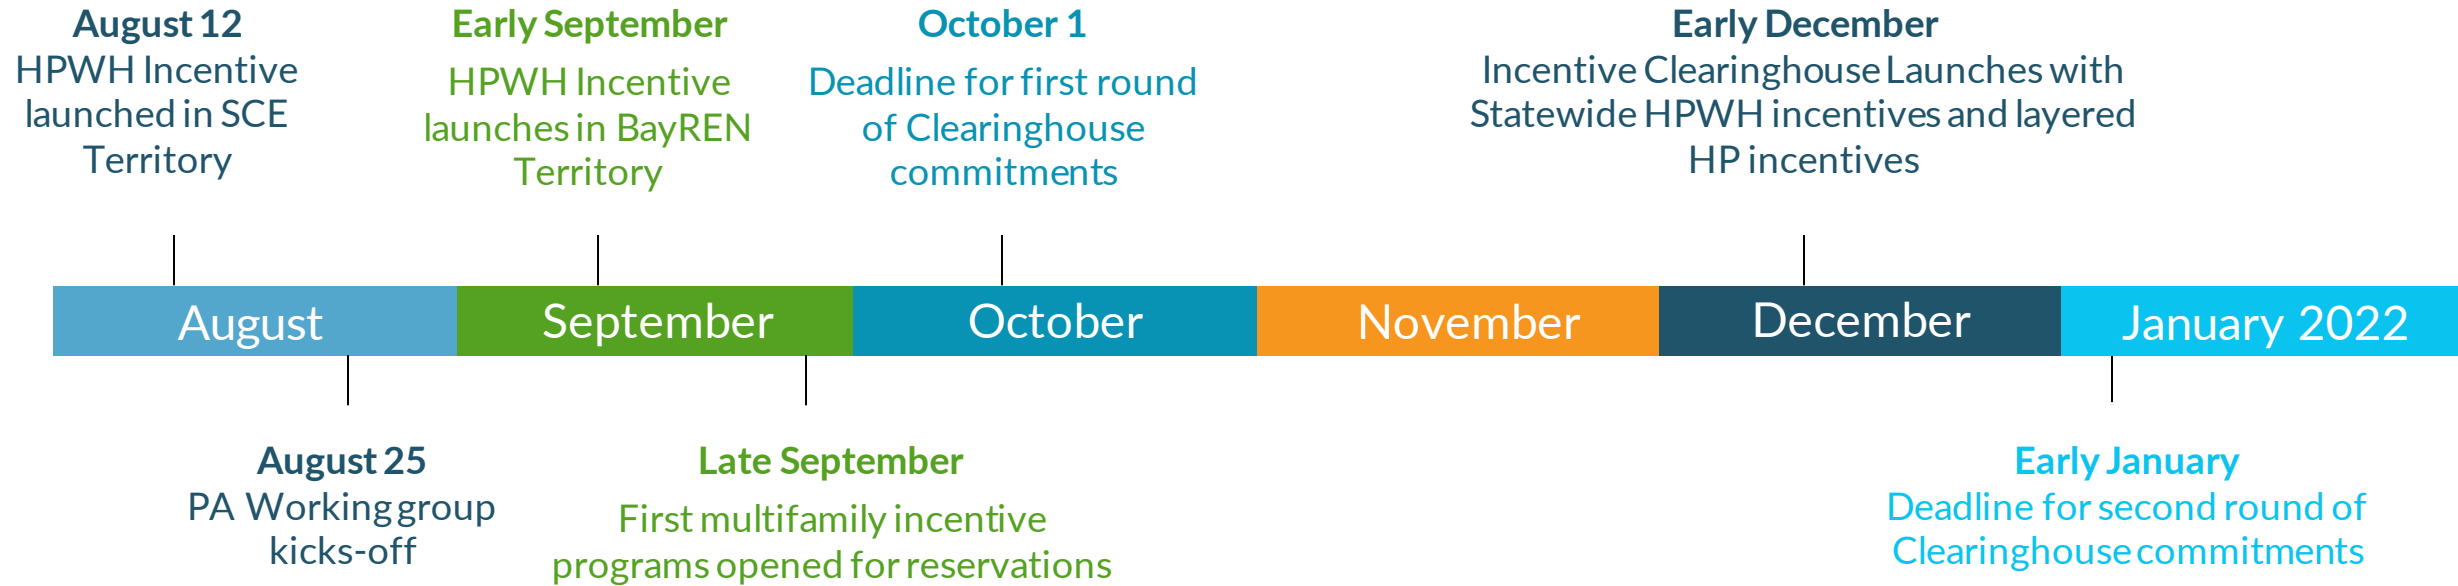 August 12
HPWH Incentive
launched in SCE
Territory
Early September
HPWH Incentive
launches in BayREN
Territory
October 1
Deadline for first round
of Clearinghouse
commitments
Early December
Incentive Clearinghouse Launches with
Statewide HPWH incentives and layered
HP incentives
August
September
October
November
December
January 2022
August 25
PA Working group
kicks-off
Late September
First multifamily incentive
programs opened for reservations
Early January
Deadline for second round of
Clearinghouse commitments